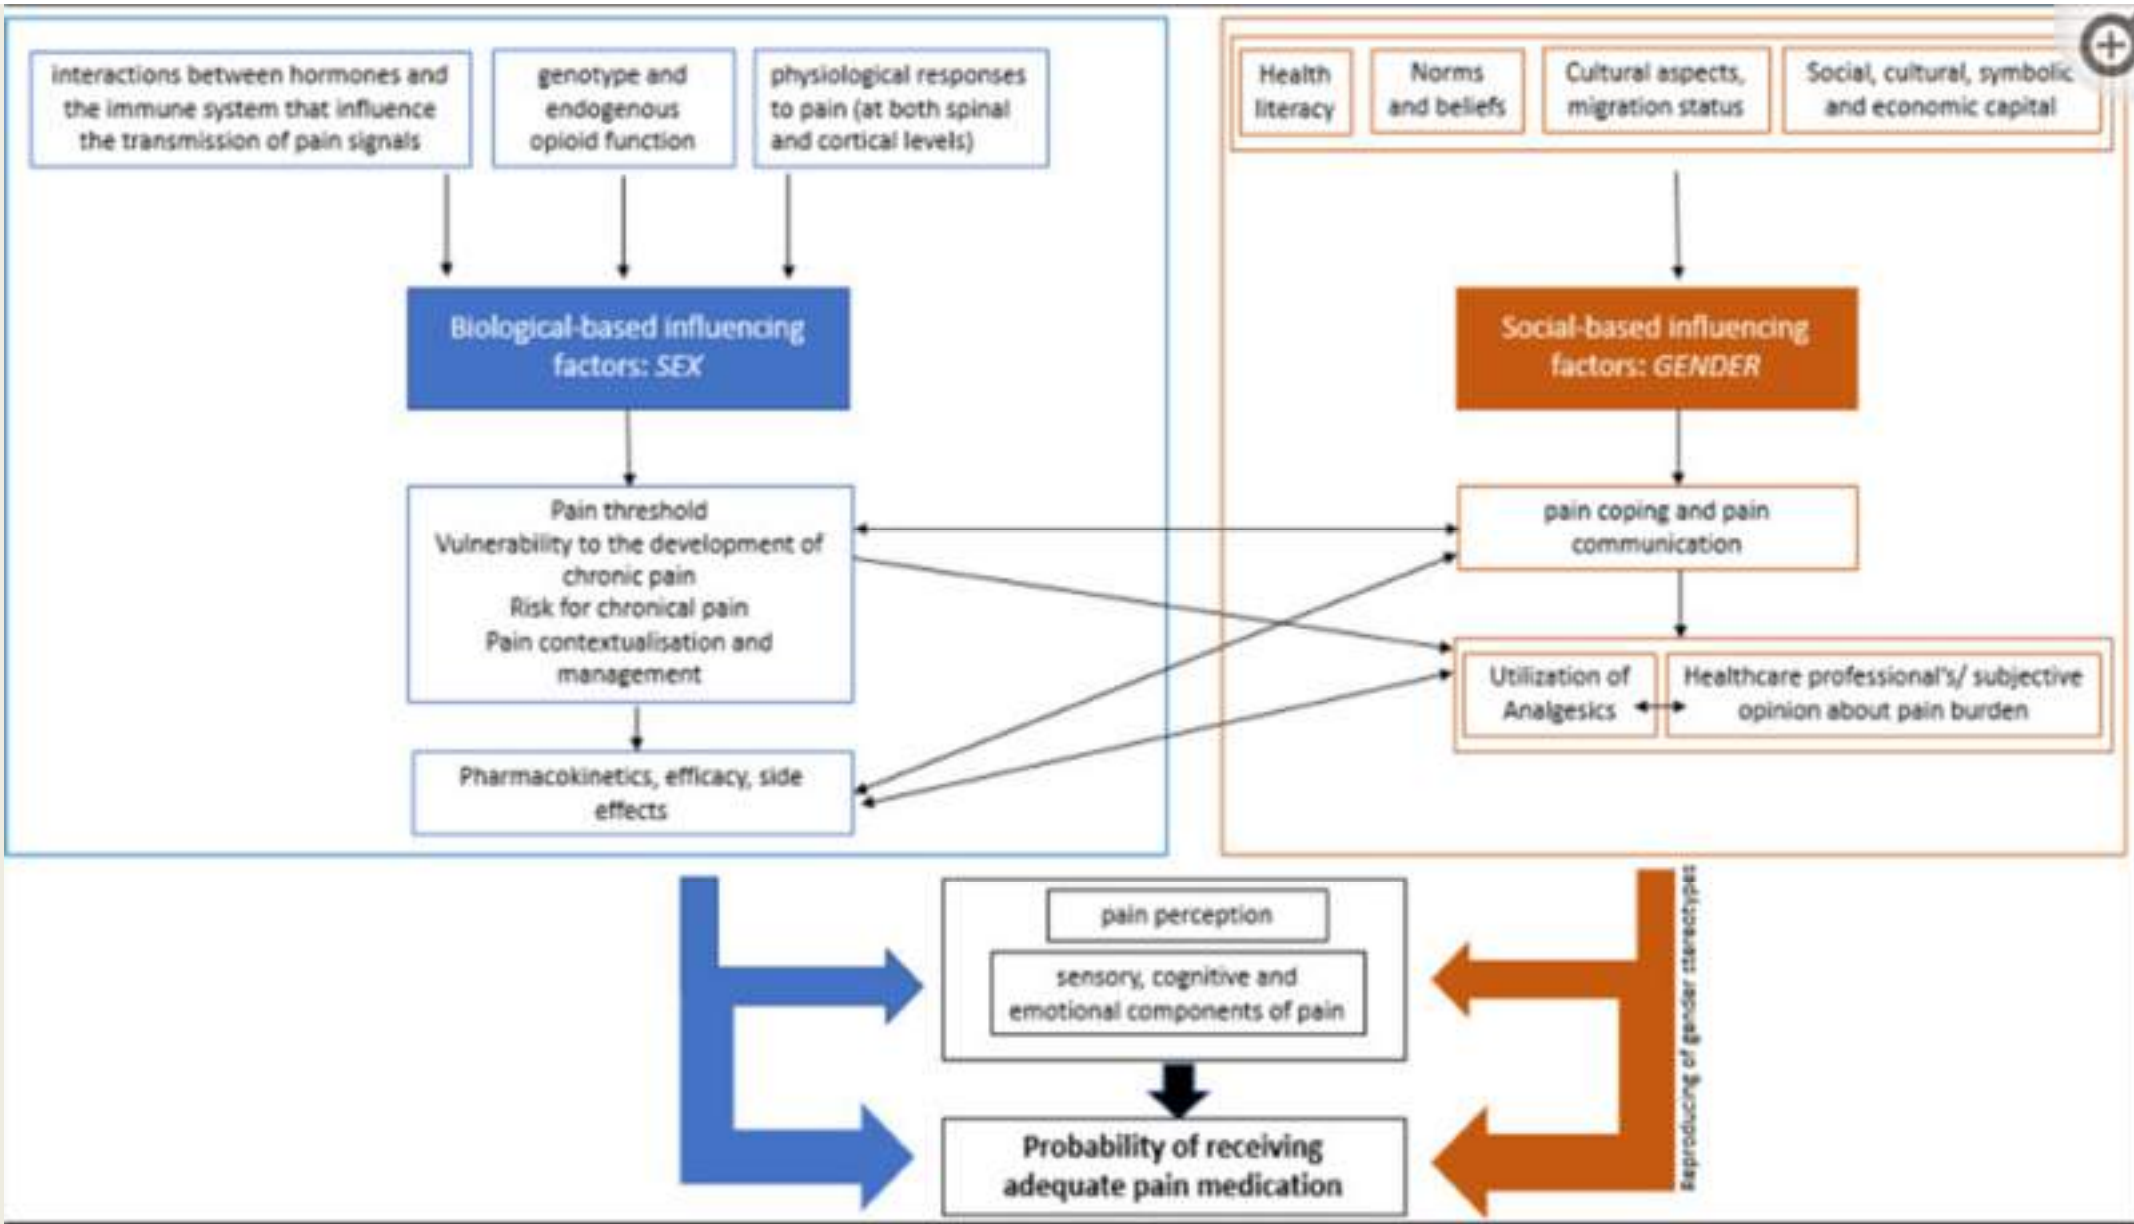 interactions between hormones and
the immune system that influence
the transmission of pain signals
genotype and
endogenous
opioid function
physiological responses
to pain (at both spinal
and cortical levels)
Health
literacy
Norms
and beliefs
Cultural aspects,
migration status
Social, cultural, symbolic
and economic capital
Biological-based influencing
factors: SEX
Social-based influencing
factors: GENDER
Pain threshold
Vulnerability to the development of
chronic pain
Risk for chronical pain
Pain contextualisation and
management
pain coping and pain
communication
Utilization of
Analgesics
Healthcare professional's/ subjective
opinion about pain burden
Pharmacokinetics, efficacy, side
effects
pain perception
sensory, cognitive and
emotional components of pain
Probability of receiving
adequate pain medication
Reproducing of gender stereotypes